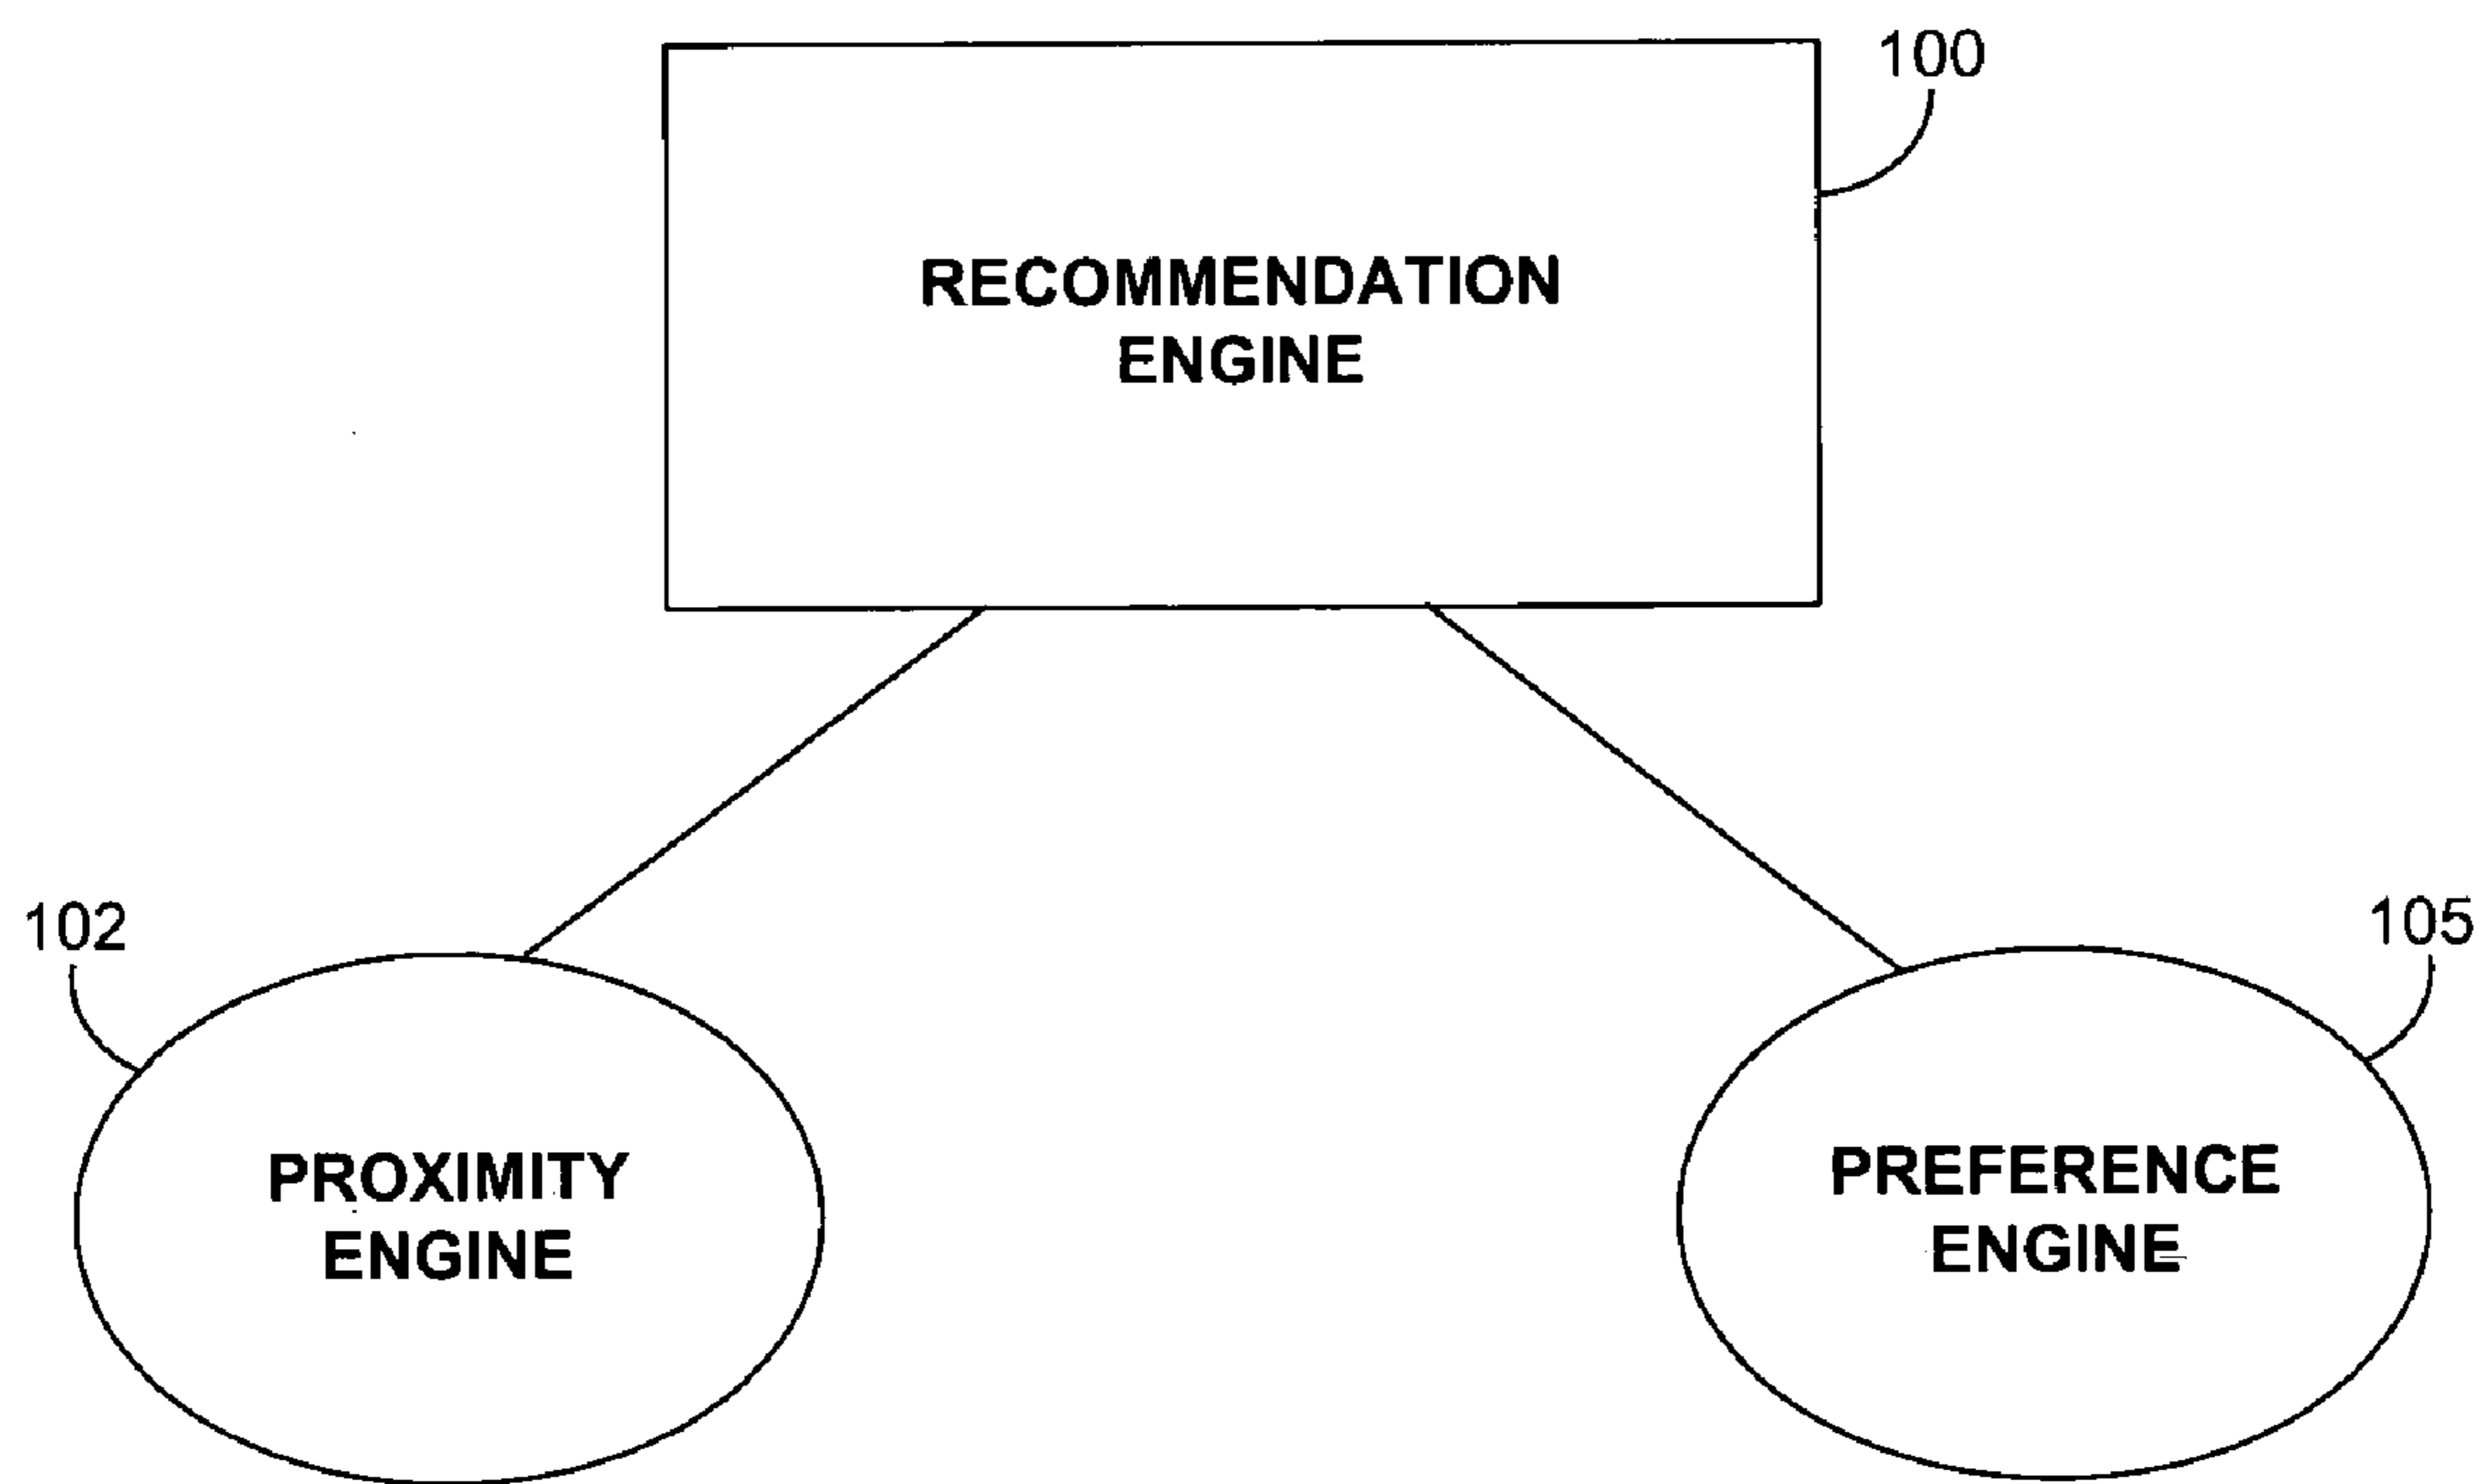 100
RECOMMENDATION
ENGINE
102
105
PROXIMITY
ENGINE
PREFERENCE
ENGINE